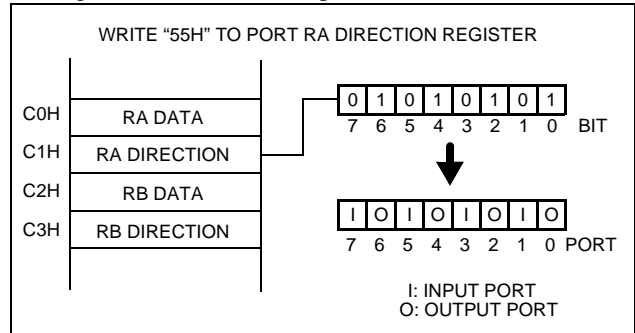 WRITE “55H” TO PORT RA DIRECTION REGISTER
0 1 0 1 0 1 0 1
7 6 5 4 3 2 1 0 BIT
C0H RA DATA
C1H RA DIRECTION
C2H RB DATA
C3H RB DIRECTION
I O I O I O I O
7 6 5 4 3 2 1 0 PORT
I: INPUT PORT
O: OUTPUT PORT